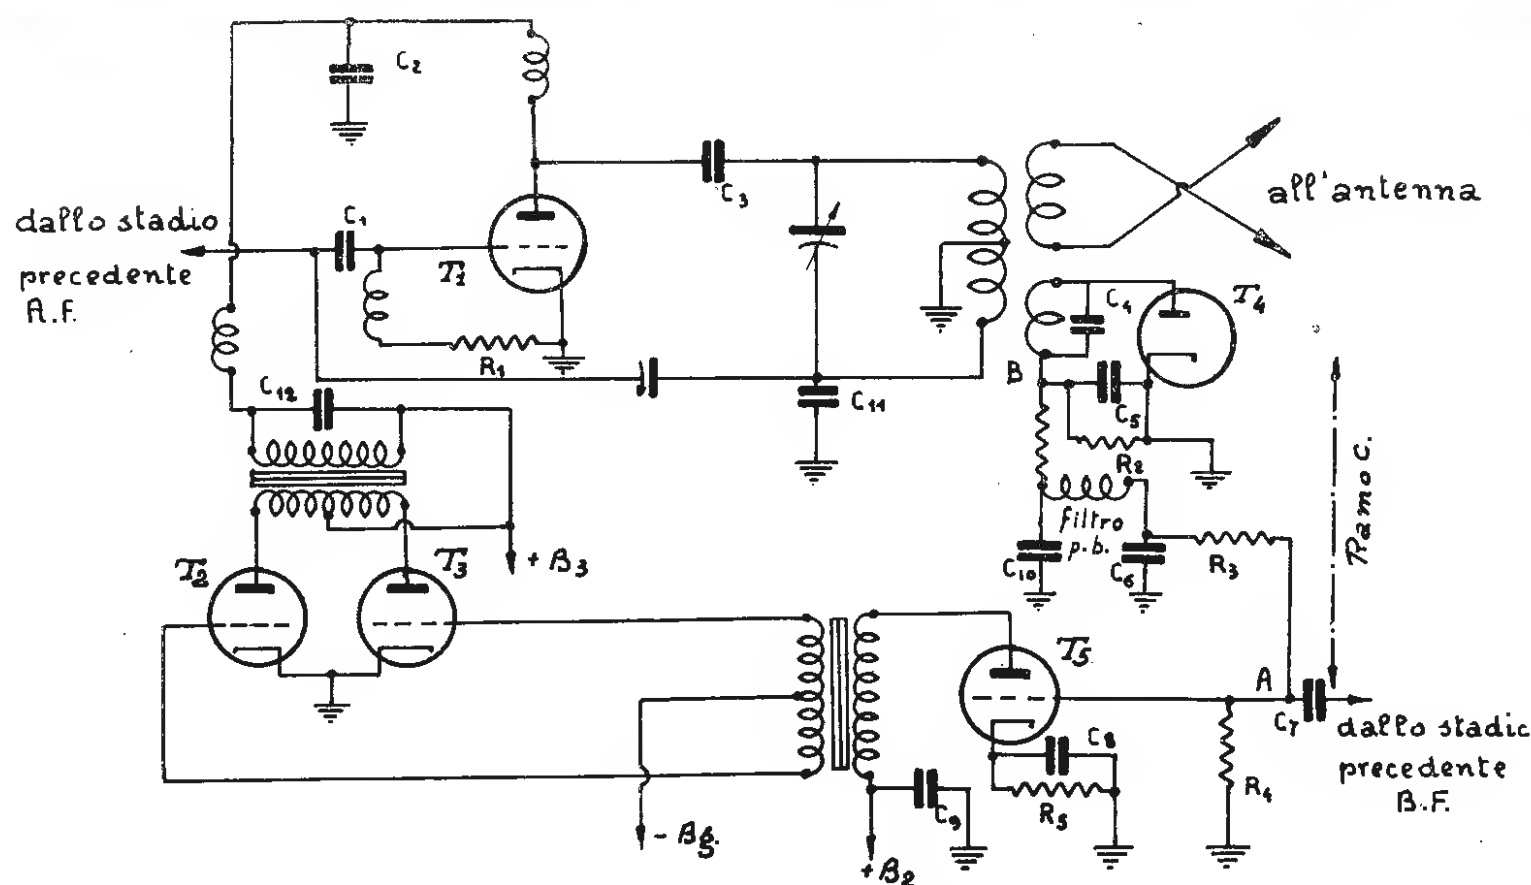 C2
dallo stadio
precedente
A.F.
C1
T1
R1
C3
all'antenna
C4
T4
B
C5
R2
C11
C12
filtro
p.b.
C10
C6
R3
Ramo C.
T2
T3
+ B3
T5
A
C7
dallo stadic
precedente
B.F.
C8
R5
R4
C9
- Bg.
+ B2